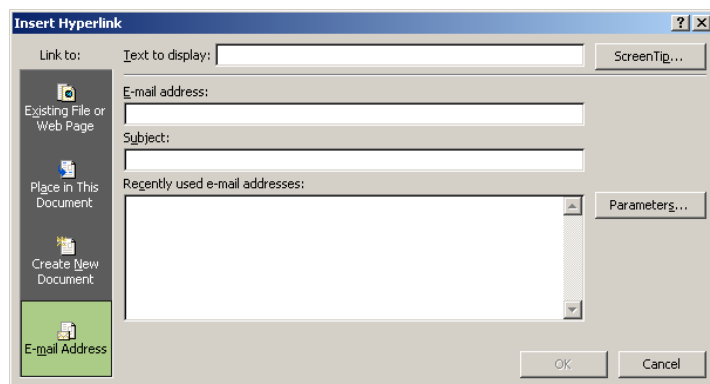 Insert Hyperlink
Link to:
Text to display:
ScreenTip...
Existing File or
Web Page
Place in This
Document
Create New
Document
E-mail Address
E-mail address:
Subject:
Recently used e-mail addresses:
Parameters...
OK
Cancel